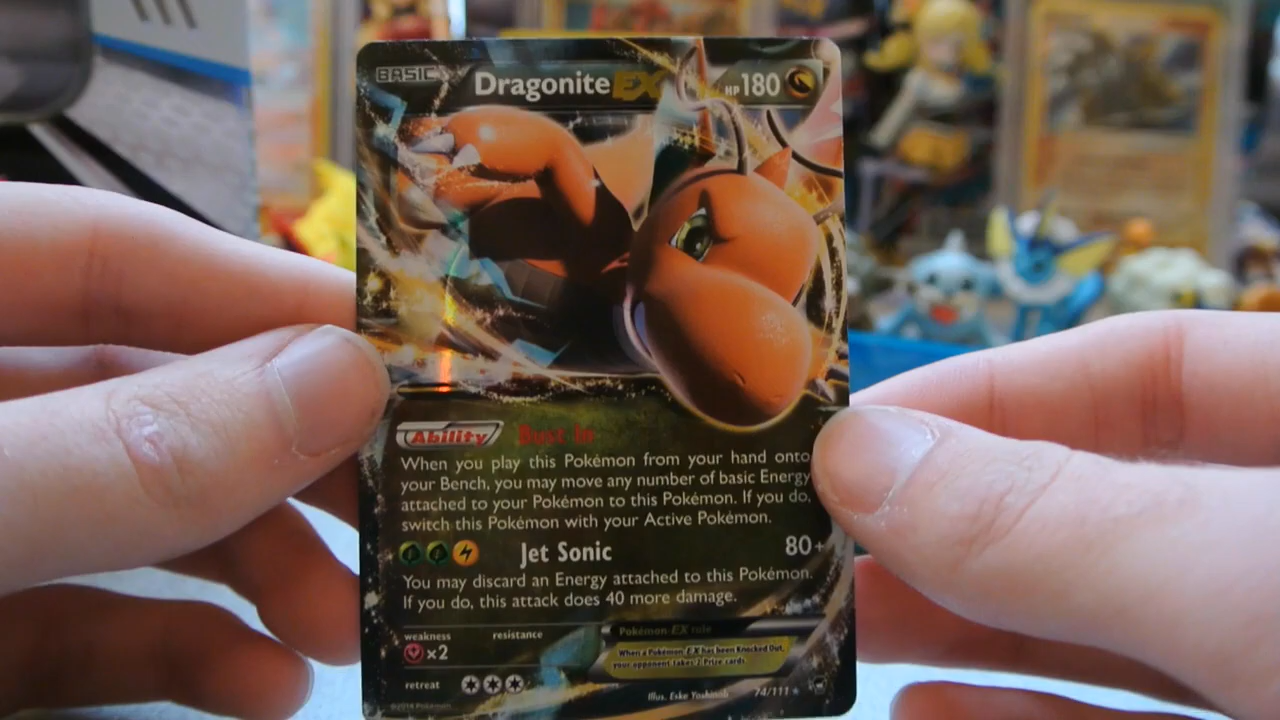 BASIC
Dragonite EX HP 180
Ability Bust In
When you play this Pokémon from your hand onto
your Bench, you may move any number of basic Energy
attached to your Pokémon to this Pokémon. If you do,
switch this Pokémon with your Active Pokémon.
Jet Sonic 80+
You may discard an Energy attached to this Pokémon.
If you do, this attack does 40 more damage.
weakness resistance
×2
Pokémon-EX rule
When a Pokémon-EX has been Knocked Out,
your opponent takes 2 Prize cards.
retreat
Illus. Eske Yoshinob 74/111
©2014 Pokémon